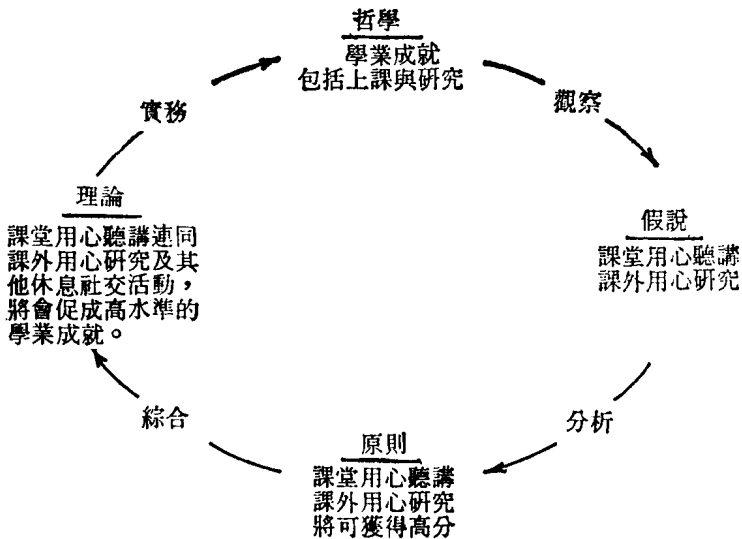 哲學
學業成就
包括上課與研究
觀察
假說
課堂用心聽講
課外用心研究
分析
原則
課堂用心聽講
課外用心研究
將可獲得高分
綜合
理論
課堂用心聽講連同
課外用心研究及其
他休息社交活動，
將會促成高水準的
學業成就。
實務